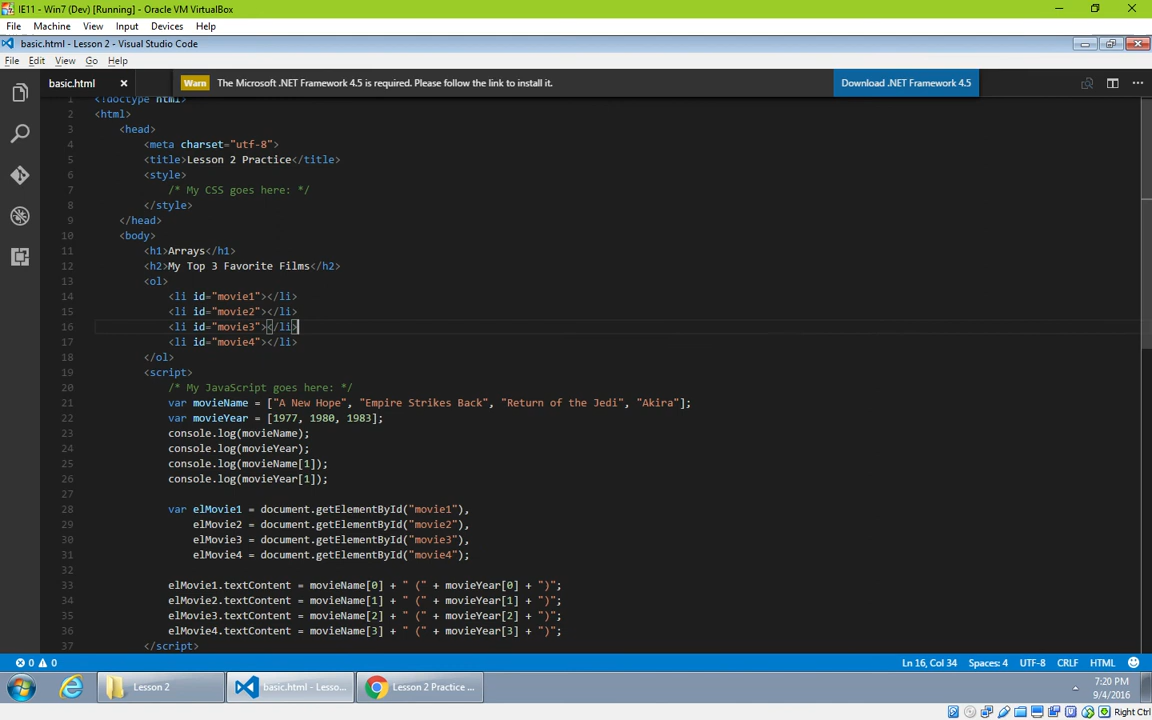 IE11 - Win7 (Dev) [Running] - Oracle VM VirtualBox
File Machine View Input Devices Help
basic.html - Lesson 2 - Visual Studio Code
File Edit View Go Help
basic.html
Warn The Microsoft .NET Framework 4.5 is required. Please follow the link to install it. Download .NET Framework 4.5
1 <!doctype html>
2 <html>
3 <head>
4 <meta charset="utf-8">
5 <title>Lesson 2 Practice</title>
6 <style>
7 /* My CSS goes here: */
8 </style>
9 </head>
10 <body>
11 <h1>Arrays</h1>
12 <h2>My Top 3 Favorite Films</h2>
13 <ol>
14 <li id="movie1"></li>
15 <li id="movie2"></li>
16 <li id="movie3"></li>
17 <li id="movie4"></li>
18 </ol>
19 <script>
20 /* My JavaScript goes here: */
21 var movieName = ["A New Hope", "Empire Strikes Back", "Return of the Jedi", "Akira"];
22 var movieYear = [1977, 1980, 1983];
23 console.log(movieName);
24 console.log(movieYear);
25 console.log(movieName[1]);
26 console.log(movieYear[1]);
27
28 var elMovie1 = document.getElementById("movie1"),
29 elMovie2 = document.getElementById("movie2"),
30 elMovie3 = document.getElementById("movie3"),
31 elMovie4 = document.getElementById("movie4");
32
33 elMovie1.textContent = movieName[0] + " (" + movieYear[0] + ")";
34 elMovie2.textContent = movieName[1] + " (" + movieYear[1] + ")";
35 elMovie3.textContent = movieName[2] + " (" + movieYear[2] + ")";
36 elMovie4.textContent = movieName[3] + " (" + movieYear[3] + ")";
37 </script>
0 0 Ln 16, Col 34 Spaces: 4 UTF-8 CRLF HTML
Lesson 2 basic.html - Lesso... Lesson 2 Practice ... 7:20 PM
9/4/2016
Right Ctrl